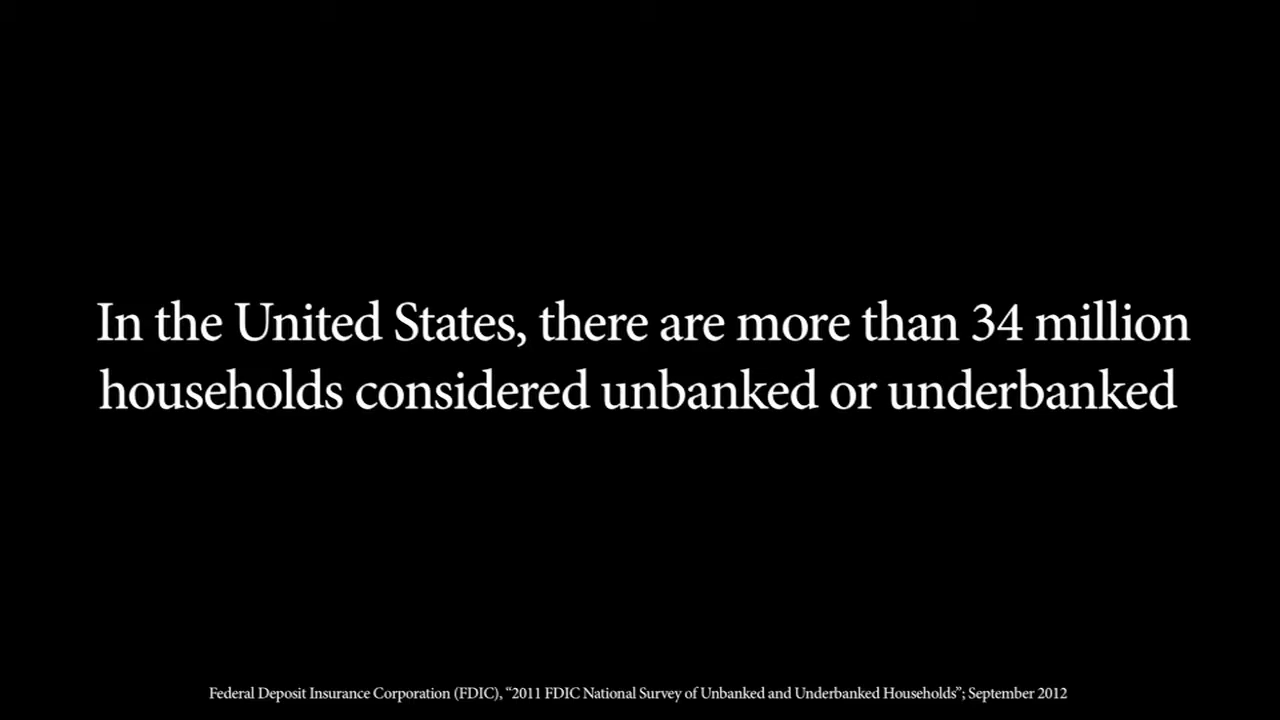 In the United States, there are more than 34 million
households considered unbanked or underbanked
Federal Deposit Insurance Corporation (FDIC), “2011 FDIC National Survey of Unbanked and Underbanked Households”; September 2012